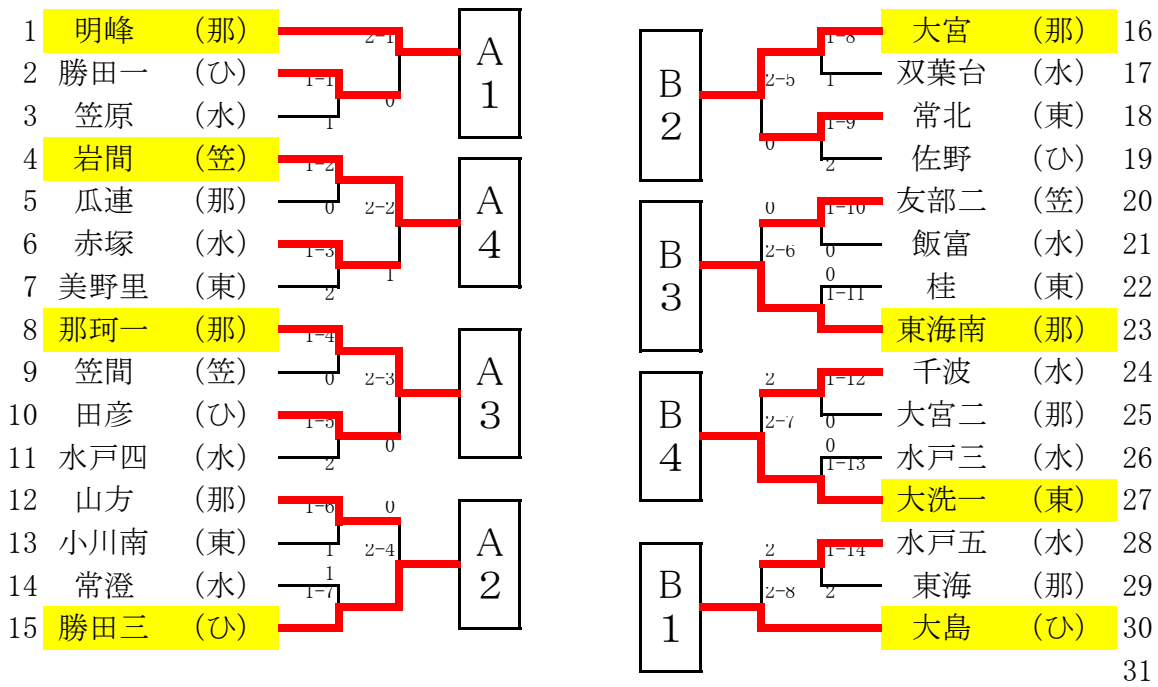 1 明峰 （那）
2 勝田一 （ひ）
3 笠原 （水）
4 岩間 （笠）
5 瓜連 （那）
6 赤塚 （水）
7 美野里 （東）
8 那珂一 （那）
9 笠間 （笠）
10 田彦 （ひ）
11 水戸四 （水）
12 山方 （那）
13 小川南 （東）
14 常澄 （水）
15 勝田三 （ひ）
2-1
1-1
0
1
1-2
0
2-2
1-3
1
2
1-4
0
2-3
1-5
0
2
1-6
0
1
2-4
1
1-7
A1
A4
A3
A2
B2
B3
B4
B1
1-8
2-5
1
1-9
0
2
0
1-10
2-6
0
0
1-11
2
1-12
2-7
0
0
1-13
2
1-14
2-8
2
大宮 （那） 16
双葉台 （水） 17
常北 （東） 18
佐野 （ひ） 19
友部二 （笠） 20
飯富 （水） 21
桂 （東） 22
東海南 （那） 23
千波 （水） 24
大宮二 （那） 25
水戸三 （水） 26
大洗一 （東） 27
水戸五 （水） 28
東海 （那） 29
大島 （ひ） 30
31